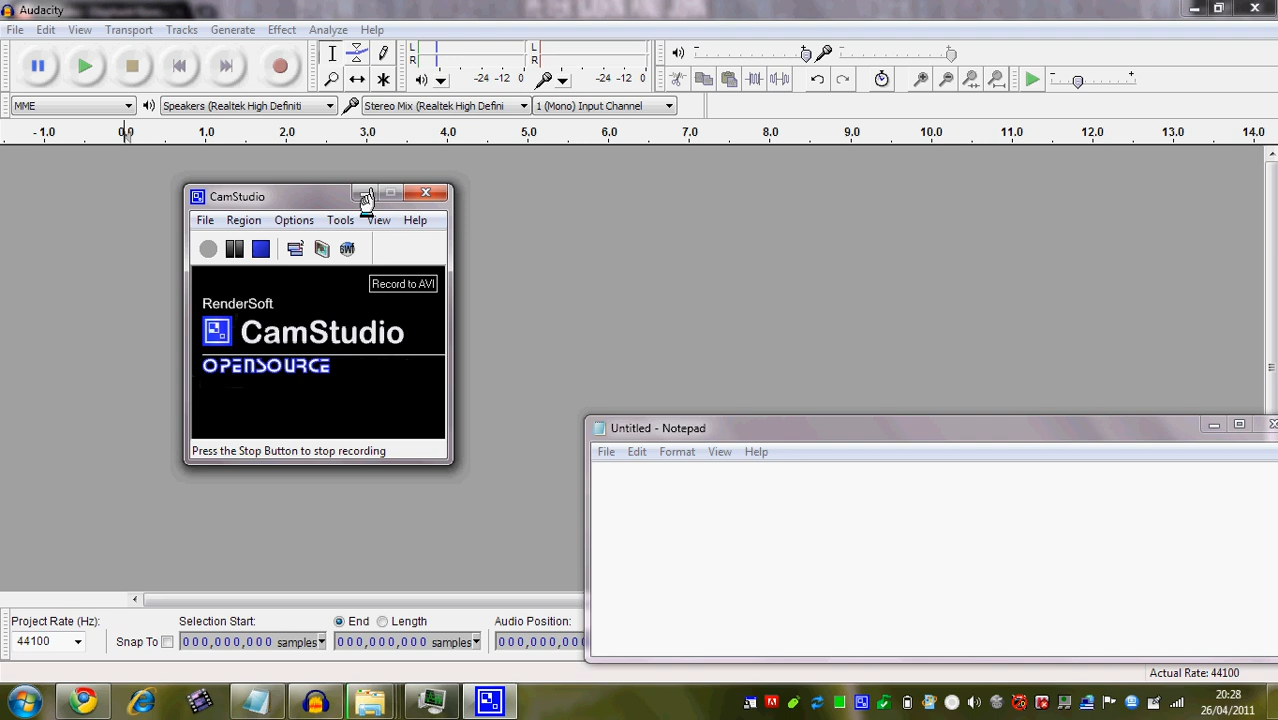 Audacity
File Edit View Transport Tracks Generate Effect Analyze Help
L L
R R
-24 -12 0 -24 -12 0
MME Speakers (Realtek High Definiti Stereo Mix (Realtek High Defini 1 (Mono) Input Channel
- 1.0 0.0 1.0 2.0 3.0 4.0 5.0 6.0 7.0 8.0 9.0 10.0 11.0 12.0 13.0 14.0
CamStudio
File Region Options Tools View Help
Record to AVI
RenderSoft
CamStudio
OPENSOURCE
Press the Stop Button to stop recording
Untitled - Notepad
File Edit Format View Help
Project Rate (Hz): Selection Start: End Length Audio Position:
44100 Snap To 000,000,000 samples 000,000,000 samples 000,000,000
Actual Rate: 44100
20:28
26/04/2011